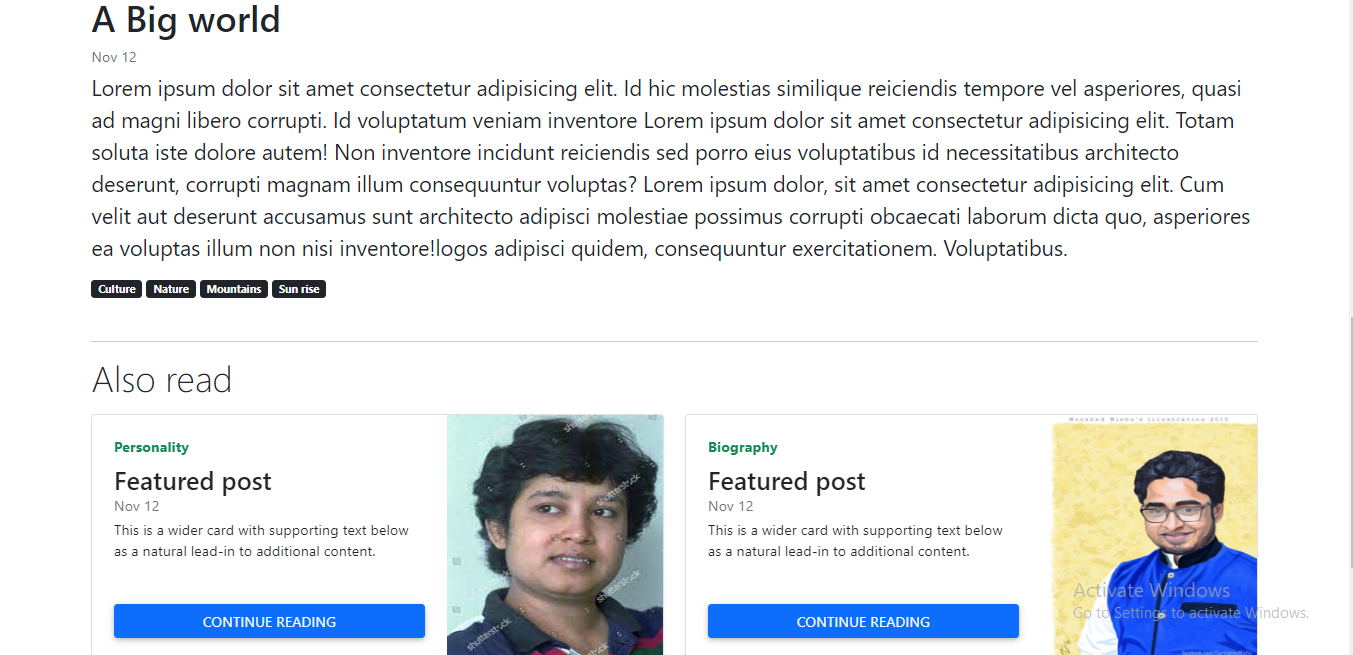 A Big world
Nov 12
Lorem ipsum dolor sit amet consectetur adipisicing elit. Id hic molestias similique reiciendis tempore vel asperiores, quasi
ad magni libero corrupti. Id voluptatum veniam inventore Lorem ipsum dolor sit amet consectetur adipisicing elit. Totam
soluta iste dolore autem! Non inventore incidunt reiciendis sed porro eius voluptatibus id necessitatibus architecto
deserunt, corrupti magnam illum consequuntur voluptas? Lorem ipsum dolor, sit amet consectetur adipisicing elit. Cum
velit aut deserunt accusamus sunt architecto adipisci molestiae possimus corrupti obcaecati laborum dicta quo, asperiores
ea voluptas illum non nisi inventore!logos adipisci quidem, consequuntur exercitationem. Voluptatibus.
Culture Nature Mountains Sun rise
Also read
Personality
Featured post
Nov 12
This is a wider card with supporting text below
as a natural lead-in to additional content.
CONTINUE READING
shutterstock
shutterstock
shutterstock
shutterstock
Biography
Featured post
Nov 12
This is a wider card with supporting text below
as a natural lead-in to additional content.
CONTINUE READING
Morshed Mishu's Illustration 2015
Activate Windows
Go to Settings to activate Windows.